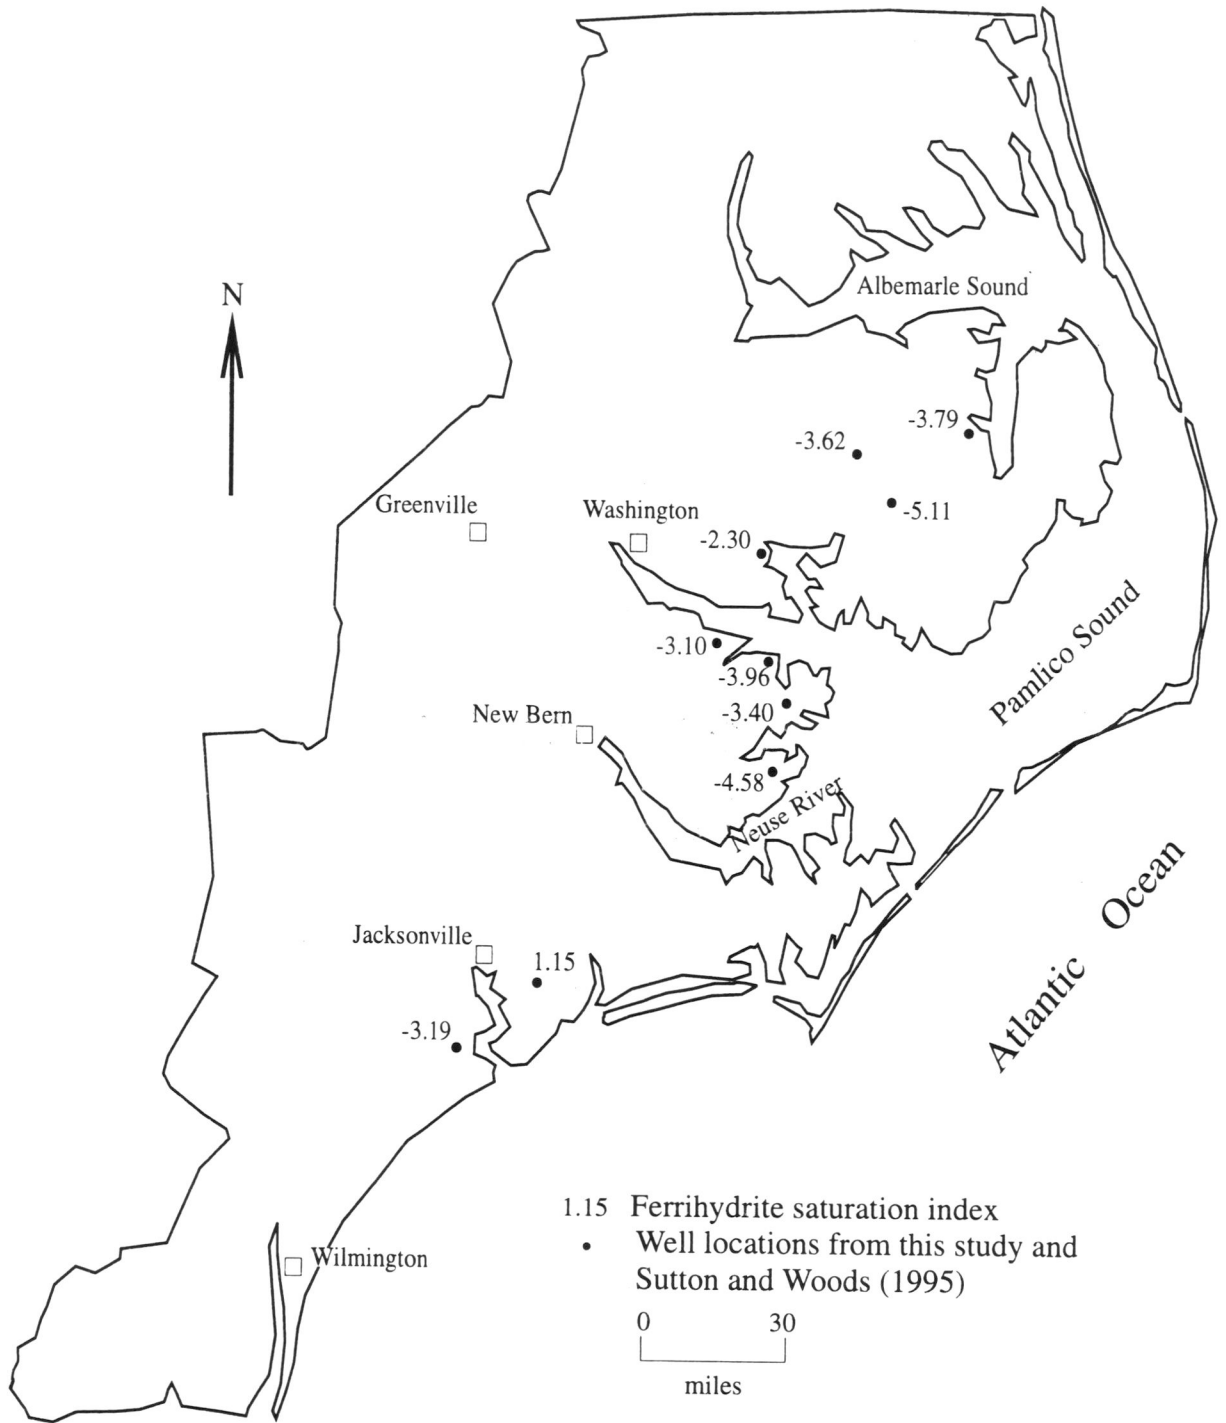 N
Albemarle Sound
-3.79
-3.62
Greenville
Washington
-5.11
-2.30
Pamlico Sound
-3.10
-3.96
New Bern
-3.40
-4.58
Neuse River
Atlantic Ocean
Jacksonville
1.15
-3.19
1.15 Ferrihydrite saturation index
Well locations from this study and
Sutton and Woods (1995)
Wilmington
0 30
miles